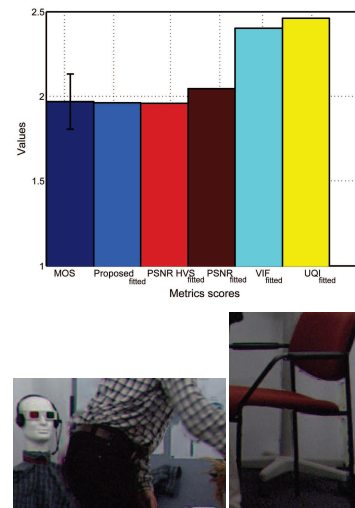 2.5
2
1.5
1
Values
MOS Proposed fitted PSNR HVS fitted PSNR fitted VIF fitted UQI fitted
Metrics scores